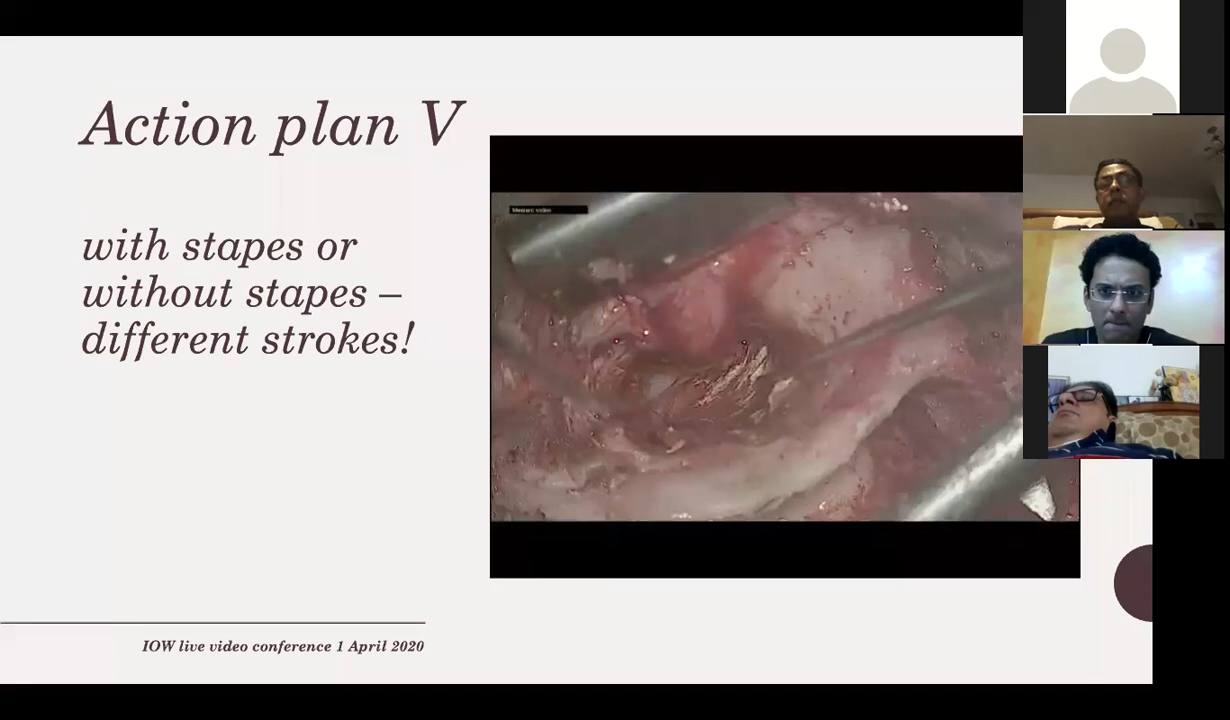 Action plan V
with stapes or
without stapes –
different strokes!
IOW live video conference 1 April 2020